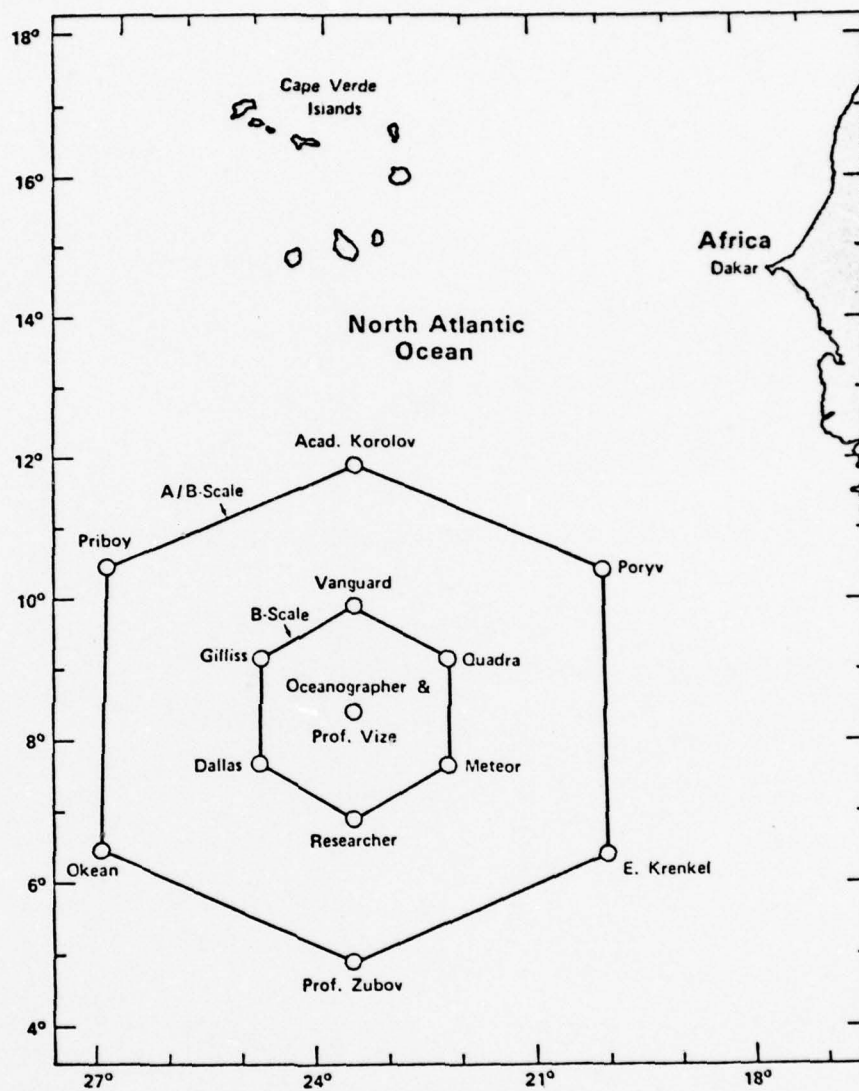 18°
Cape Verde
Islands
16°
Africa
Dakar
14°
North Atlantic
Ocean
12°
Acad. Korolov
A/B-Scale
Priboy
Poryv
10°
Vanguard
B-Scale
Gilliss
Quadra
Oceanographer &
8°
Prof. Vize
Dallas
Meteor
Researcher
6°
Okean
E. Krenkel
Prof. Zubov
4°
27°
24°
21°
18°